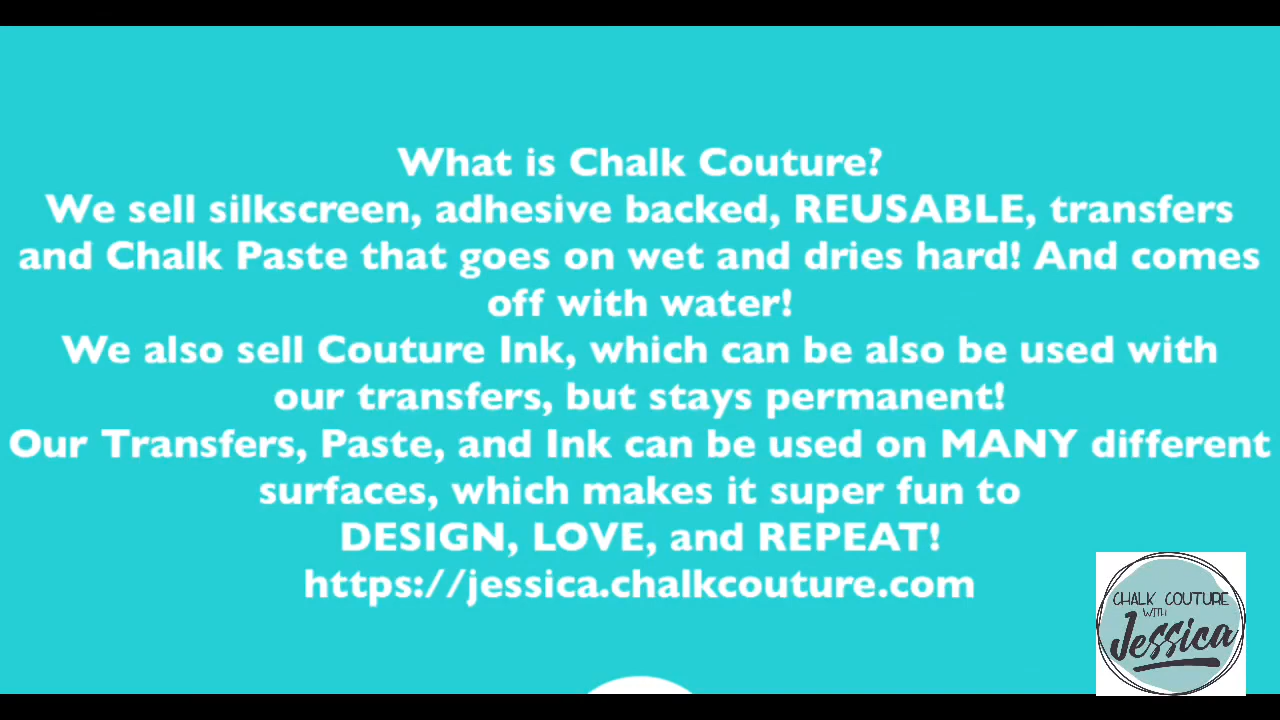 What is Chalk Couture?
We sell silkscreen, adhesive backed, REUSABLE, transfers
and Chalk Paste that goes on wet and dries hard! And comes
off with water!
We also sell Couture Ink, which can be also be used with
our transfers, but stays permanent!
Our Transfers, Paste, and Ink can be used on MANY different
surfaces, which makes it super fun to
DESIGN, LOVE, and REPEAT!
https://jessica.chalkcouture.com
CHALK COUTURE
WITH
Jessica